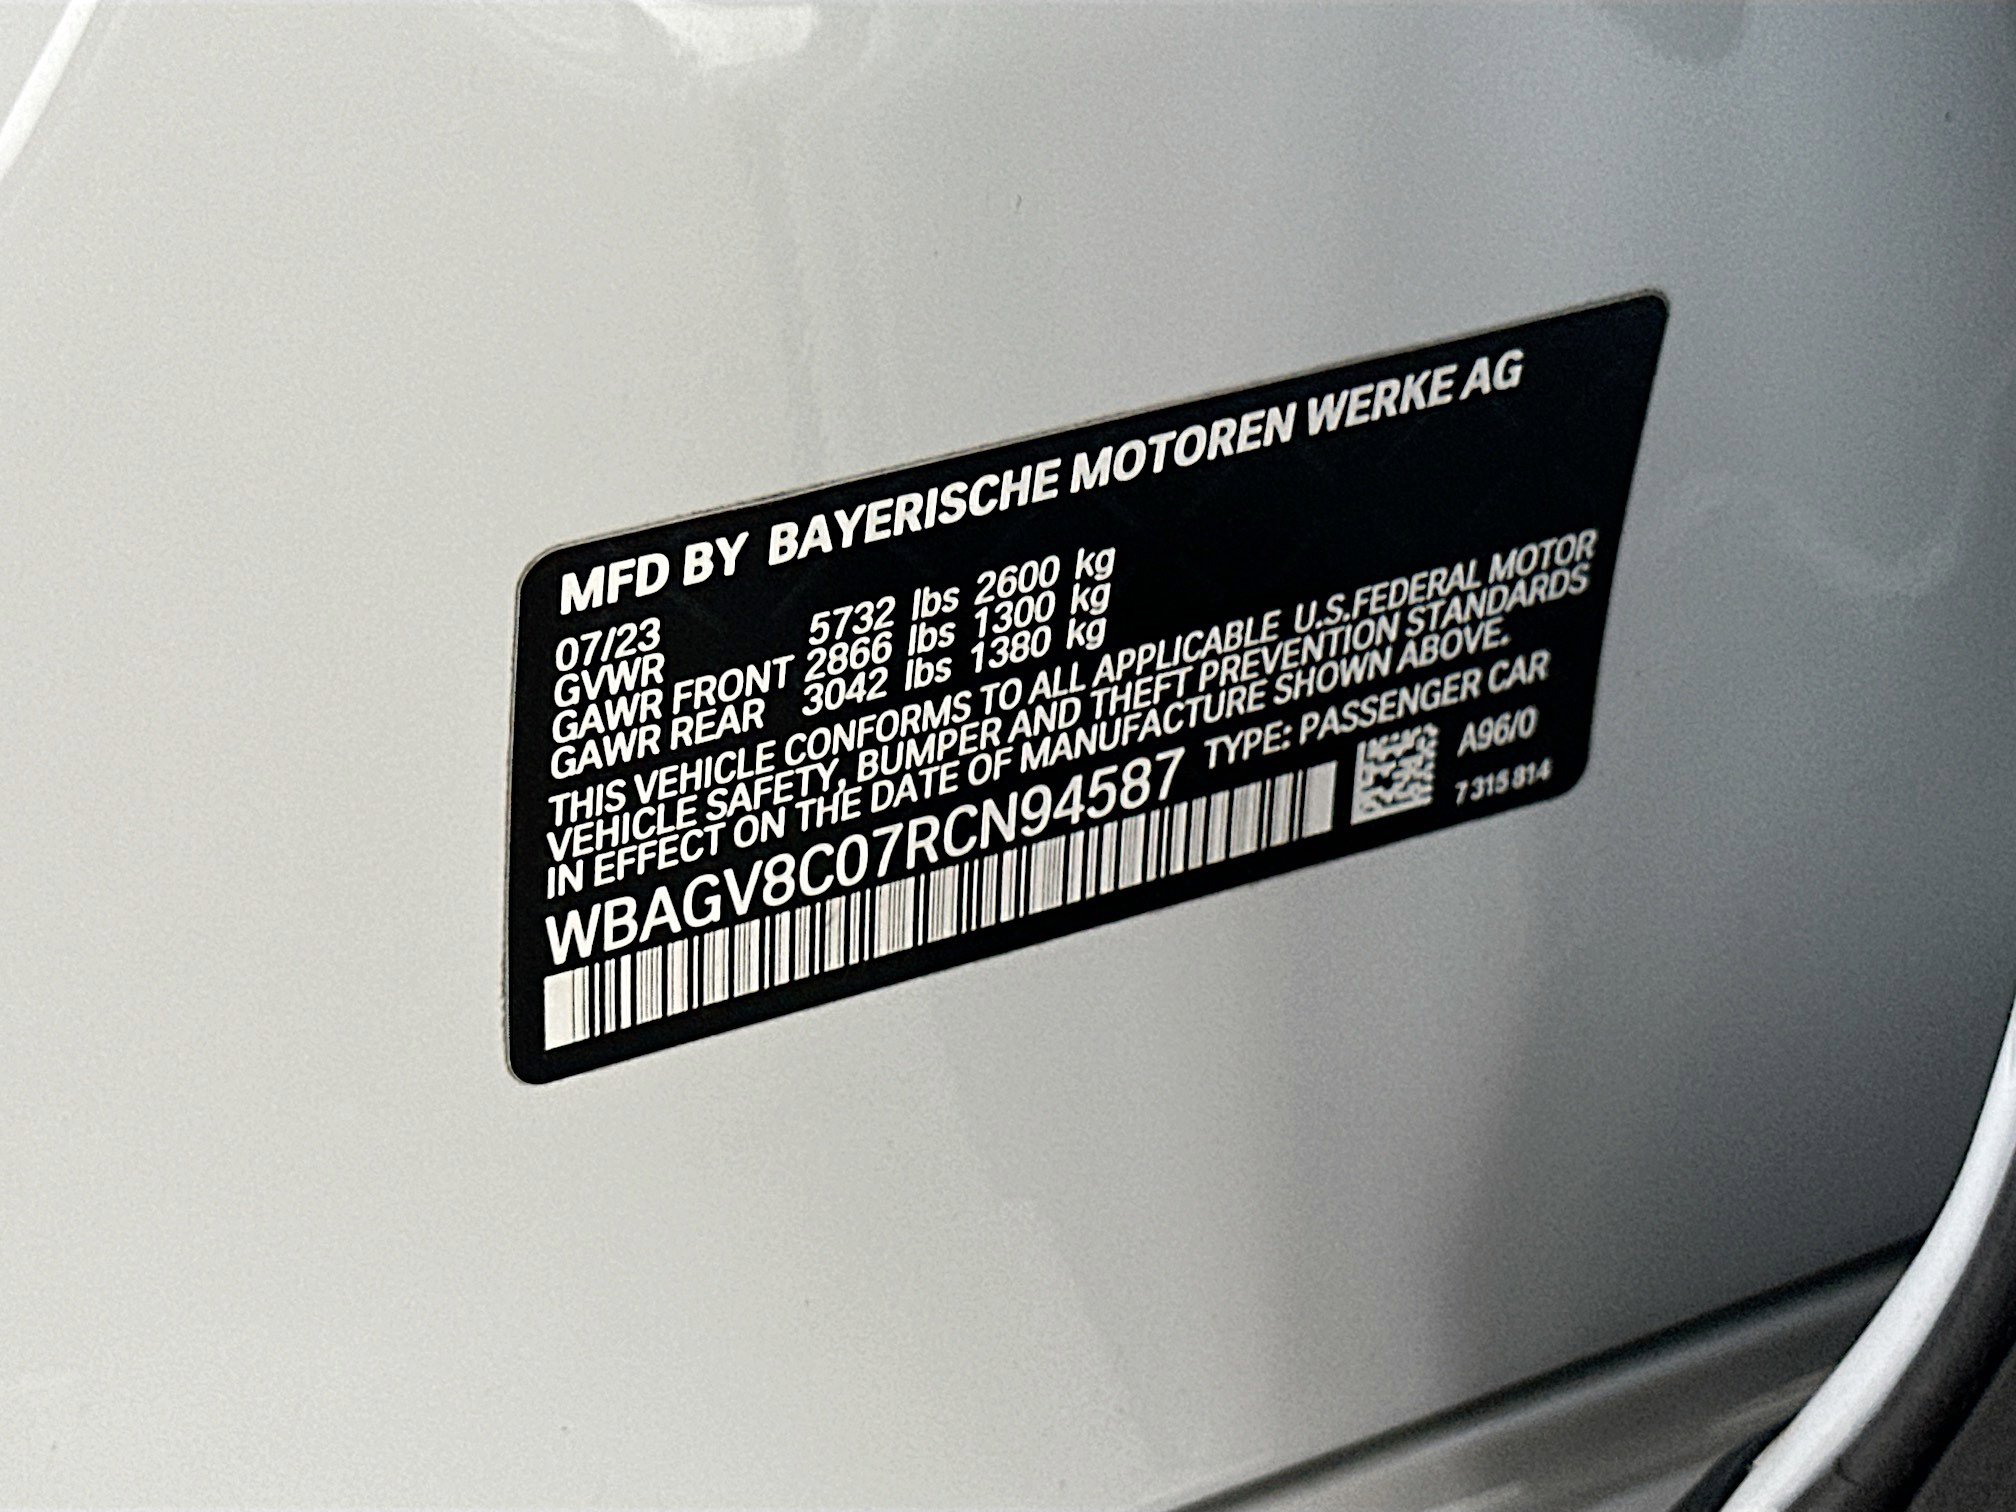 MFD BY BAYERISCHE MOTOREN WERKE AG
07/23
GVWR 5732 lbs 2600 kg
GAWR FRONT 2866 lbs 1300 kg
GAWR REAR 3042 lbs 1380 kg
THIS VEHICLE CONFORMS TO ALL APPLICABLE U.S.FEDERAL MOTOR
VEHICLE SAFETY, BUMPER AND THEFT PREVENTION STANDARDS
IN EFFECT ON THE DATE OF MANUFACTURE SHOWN ABOVE.
WBAGV8C07RCN94587 TYPE: PASSENGER CAR
A96/0
7 315 814